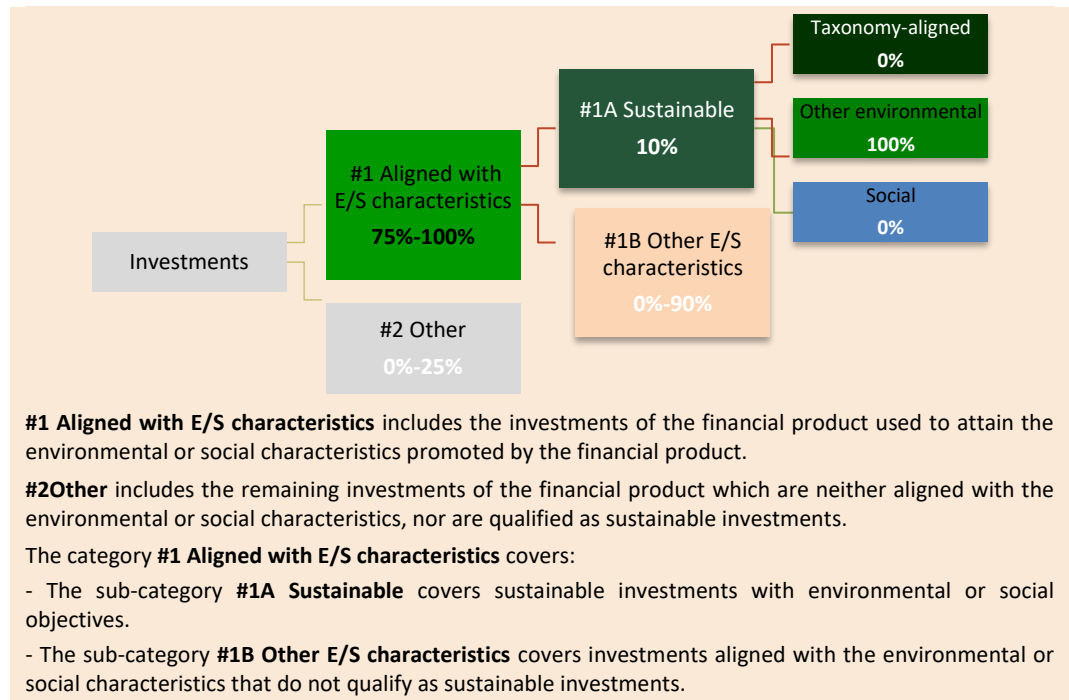 Taxonomy-aligned
0%
#1A Sustainable
10%
Other environmental
100%
#1 Aligned with
E/S characteristics
75%-100%
Social
0%
#1B Other E/S
characteristics
0%-90%
Investments
#2 Other
0%-25%
#1 Aligned with E/S characteristics includes the investments of the financial product used to attain the
environmental or social characteristics promoted by the financial product.
#2Other includes the remaining investments of the financial product which are neither aligned with the
environmental or social characteristics, nor are qualified as sustainable investments.
The category #1 Aligned with E/S characteristics covers:
- The sub-category #1A Sustainable covers sustainable investments with environmental or social
objectives.
- The sub-category #1B Other E/S characteristics covers investments aligned with the environmental or
social characteristics that do not qualify as sustainable investments.